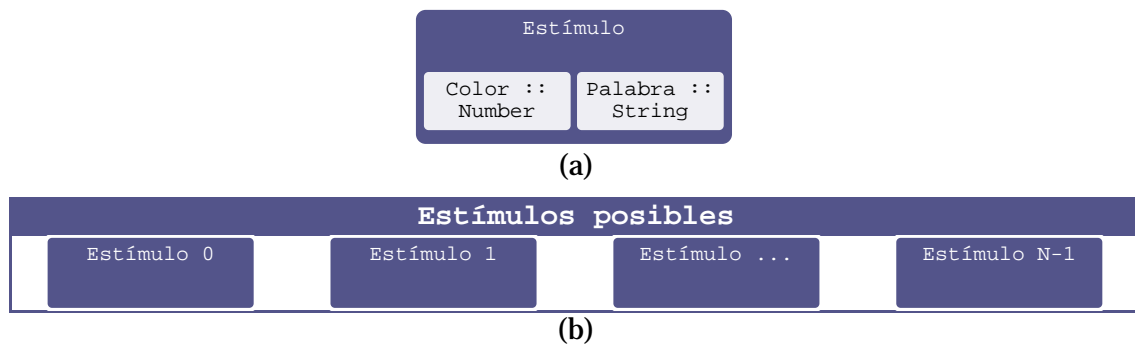 Estímulo
Color :: Palabra ::
Number String
(a)
Estímulos posibles
Estímulo 0 Estímulo 1 Estímulo ... Estímulo N-1
(b)